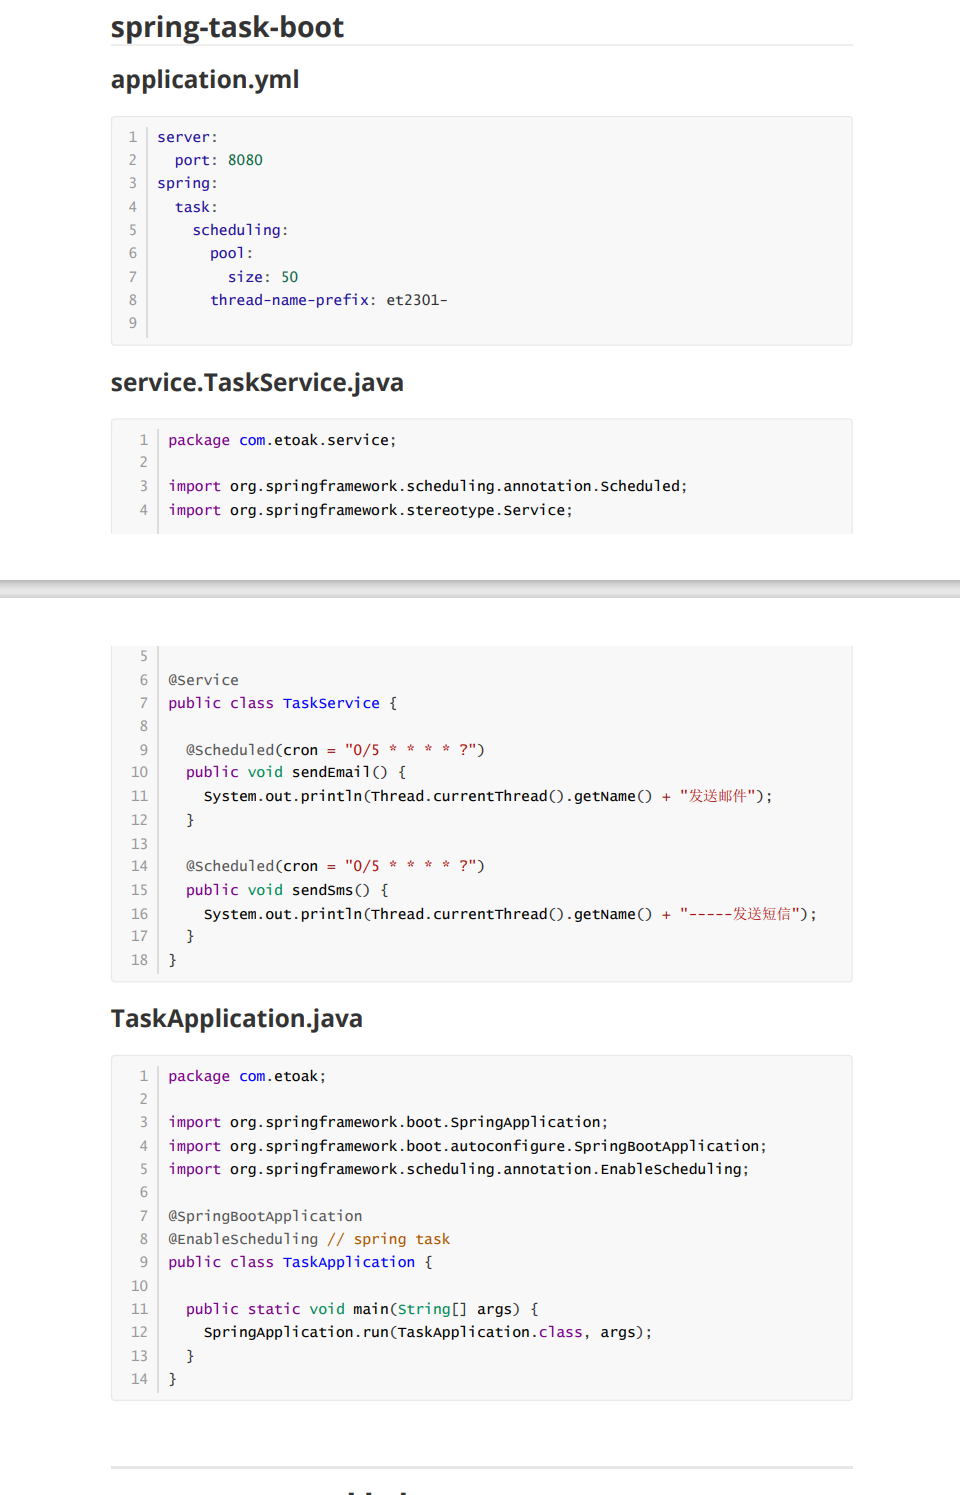 spring-task-boot
application.yml
1 server:
2   port: 8080
3 spring:
4   task:
5     scheduling:
6       pool:
7         size: 50
8       thread-name-prefix: et2301-
9
service.TaskService.java
1 package com.etoak.service;
2
3 import org.springframework.scheduling.annotation.Scheduled;
4 import org.springframework.stereotype.Service;
5
6 @Service
7 public class TaskService {
8
9   @Scheduled(cron = "0/5 * * * * ?")
10   public void sendEmail() {
11     System.out.println(Thread.currentThread().getName() + "发送邮件");
12   }
13
14   @Scheduled(cron = "0/5 * * * * ?")
15   public void sendSms() {
16     System.out.println(Thread.currentThread().getName() + "-----发送短信");
17   }
18 }
TaskApplication.java
1 package com.etoak;
2
3 import org.springframework.boot.SpringApplication;
4 import org.springframework.boot.autoconfigure.SpringBootApplication;
5 import org.springframework.scheduling.annotation.EnableScheduling;
6
7 @SpringBootApplication
8 @EnableScheduling // spring task
9 public class TaskApplication {
10
11   public static void main(String[] args) {
12     SpringApplication.run(TaskApplication.class, args);
13   }
14 }